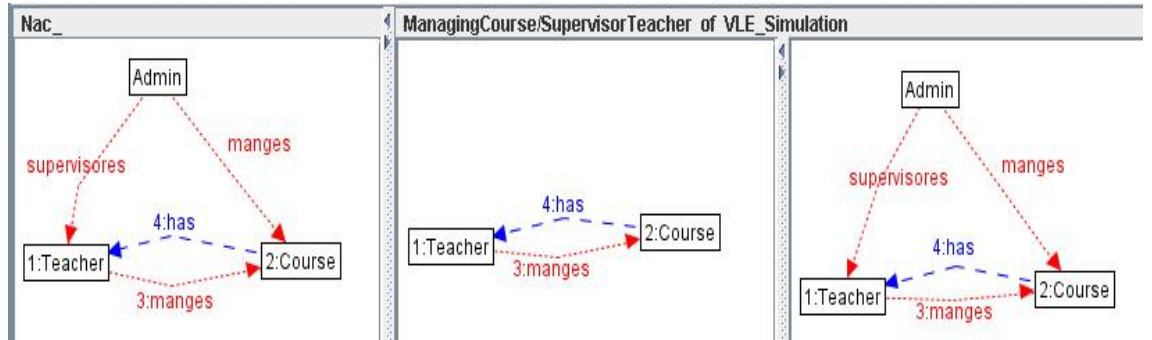 Nac_
ManagingCourse/SupervisorTeacher of VLE_Simulation
Admin
supervisores
manges
4:has
1:Teacher
2:Course
3:manges
4:has
1:Teacher
2:Course
3:manges
Admin
supervisores
manges
4:has
1:Teacher
2:Course
3:manges